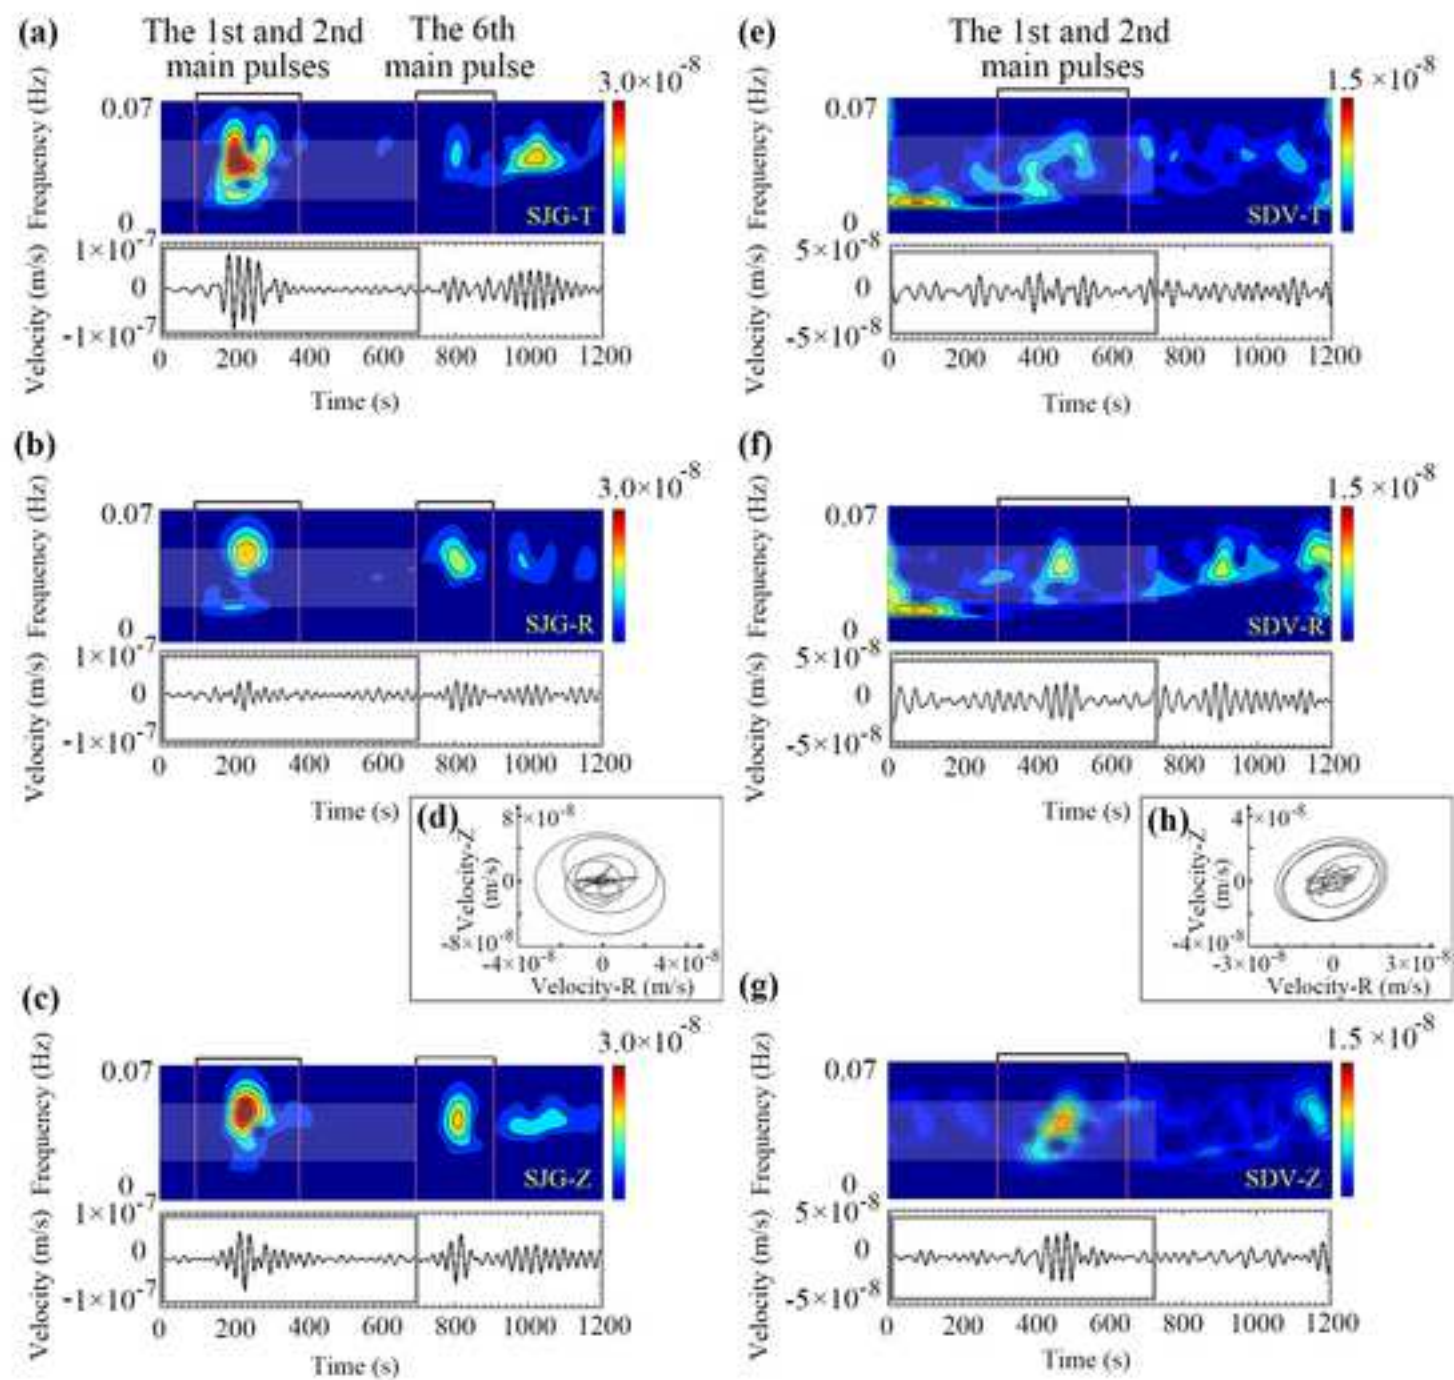 (a)
The 1st and 2nd
main pulses
The 6th
main pulse
3.0×10-8
Frequency (Hz)
0.07
0
SJG-T
Velocity (m/s)
1×10-7
0
-1×10-7
0 200 400 600 800 1000 1200
Time (s)
(b)
3.0×10-8
Frequency (Hz)
0.07
0
SJG-R
Velocity (m/s)
1×10-7
0
-1×10-7
0 200 400 600 800 1000 1200
Time (s)
(d)
Velocity-Z
(m/s)
8×10-8
0
-8×10-8
-4×10-8 0 4×10-8
Velocity-R (m/s)
(c)
3.0×10-8
Frequency (Hz)
0.07
0
SJG-Z
Velocity (m/s)
1×10-7
0
-1×10-7
0 200 400 600 800 1000 1200
Time (s)
(e)
The 1st and 2nd
main pulses
1.5×10-8
Frequency (Hz)
0.07
0
SDV-T
Velocity (m/s)
5×10-8
0
-5×10-8
0 200 400 600 800 1000 1200
Time (s)
(f)
1.5×10-8
Frequency (Hz)
0.07
0
SDV-R
Velocity (m/s)
5×10-8
0
-5×10-8
0 200 400 600 800 1000 1200
Time (s)
(h)
Velocity-Z
(m/s)
4×10-8
0
-4×10-8
-3×10-8 0 3×10-8
Velocity-R (m/s)
(g)
1.5×10-8
Frequency (Hz)
0.07
0
SDV-Z
Velocity (m/s)
5×10-8
0
-5×10-8
0 200 400 600 800 1000 1200
Time (s)